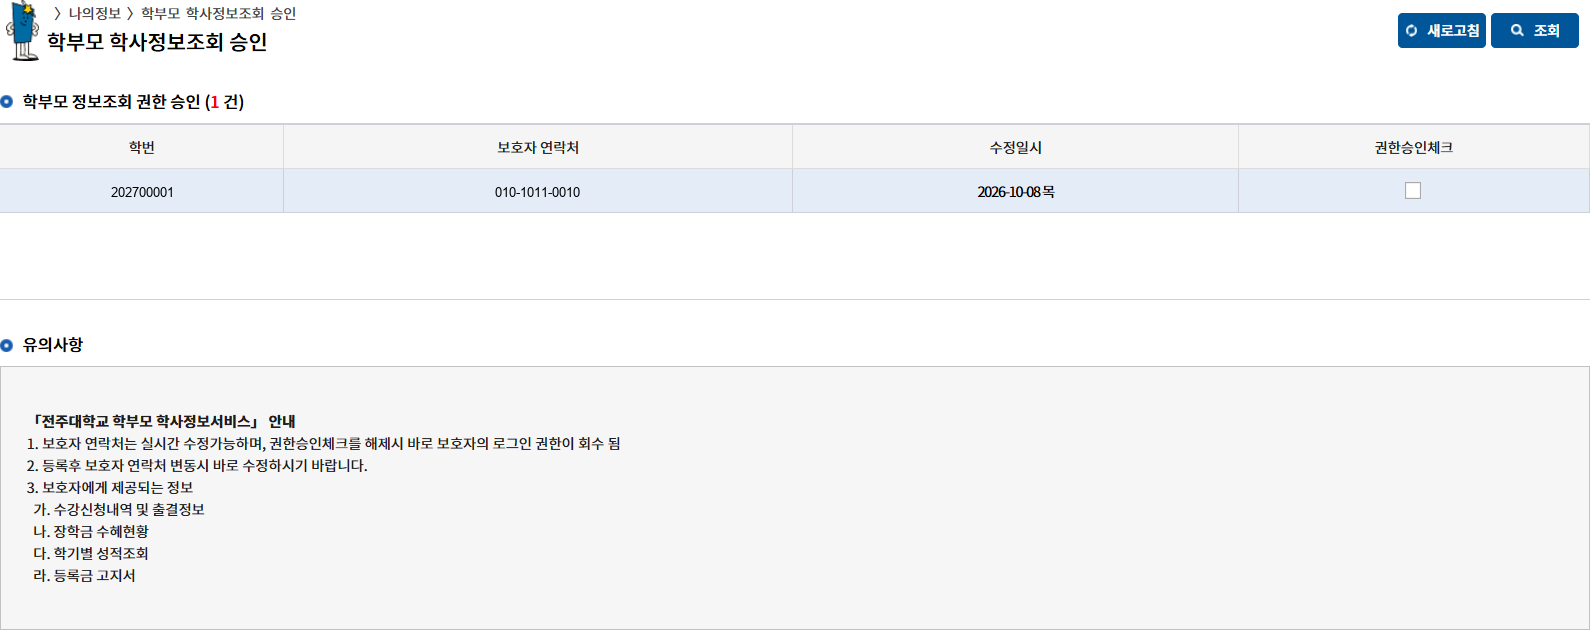 〉나의정보 〉학부모 학사정보조회 승인
학부모 학사정보조회 승인
새로고침
조회
학부모 정보조회 권한 승인 (1 건)
학번 보호자 연락처 수정일시 권한승인체크
202700001 010-1011-0010 2026-10-08 목
유의사항
「전주대학교 학부모 학사정보서비스」 안내
1. 보호자 연락처는 실시간 수정가능하며, 권한승인체크를 해제시 바로 보호자의 로그인 권한이 회수 됨
2. 등록후 보호자 연락처 변동시 바로 수정하시기 바랍니다.
3. 보호자에게 제공되는 정보
가. 수강신청내역 및 출결정보
나. 장학금 수혜현황
다. 학기별 성적조회
라. 등록금 고지서